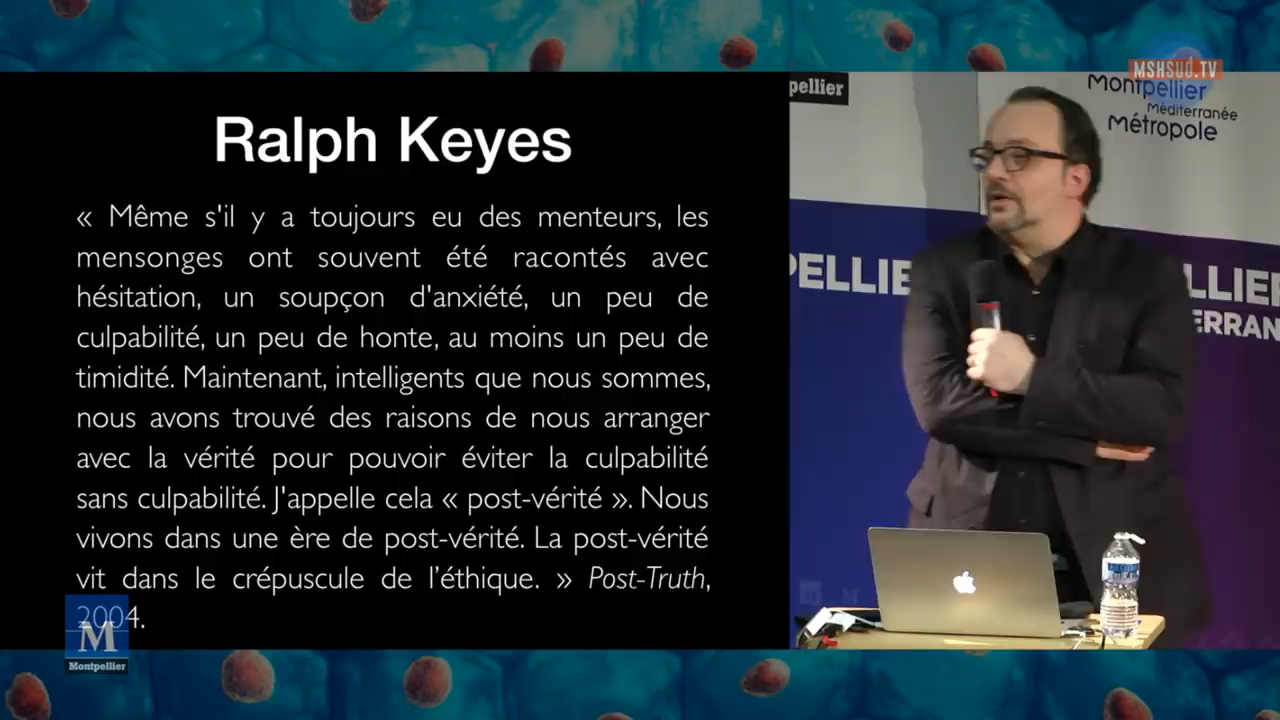 Ralph Keyes
« Même s'il y a toujours eu des menteurs, les
mensonges ont souvent été racontés avec
hésitation, un soupçon d'anxiété, un peu de
culpabilité, un peu de honte, au moins un peu de
timidité. Maintenant, intelligents que nous sommes,
nous avons trouvé des raisons de nous arranger
avec la vérité pour pouvoir éviter la culpabilité
sans culpabilité. J'appelle cela « post-vérité ». Nous
vivons dans une ère de post-vérité. La post-vérité
vit dans le crépuscule de l'éthique. » Post-Truth,
2004.
M
Montpellier
MSHSUD.TV
pellier
Montpellier
Méditerranée
Métropole
PELLIE
LLIE
ERRAN